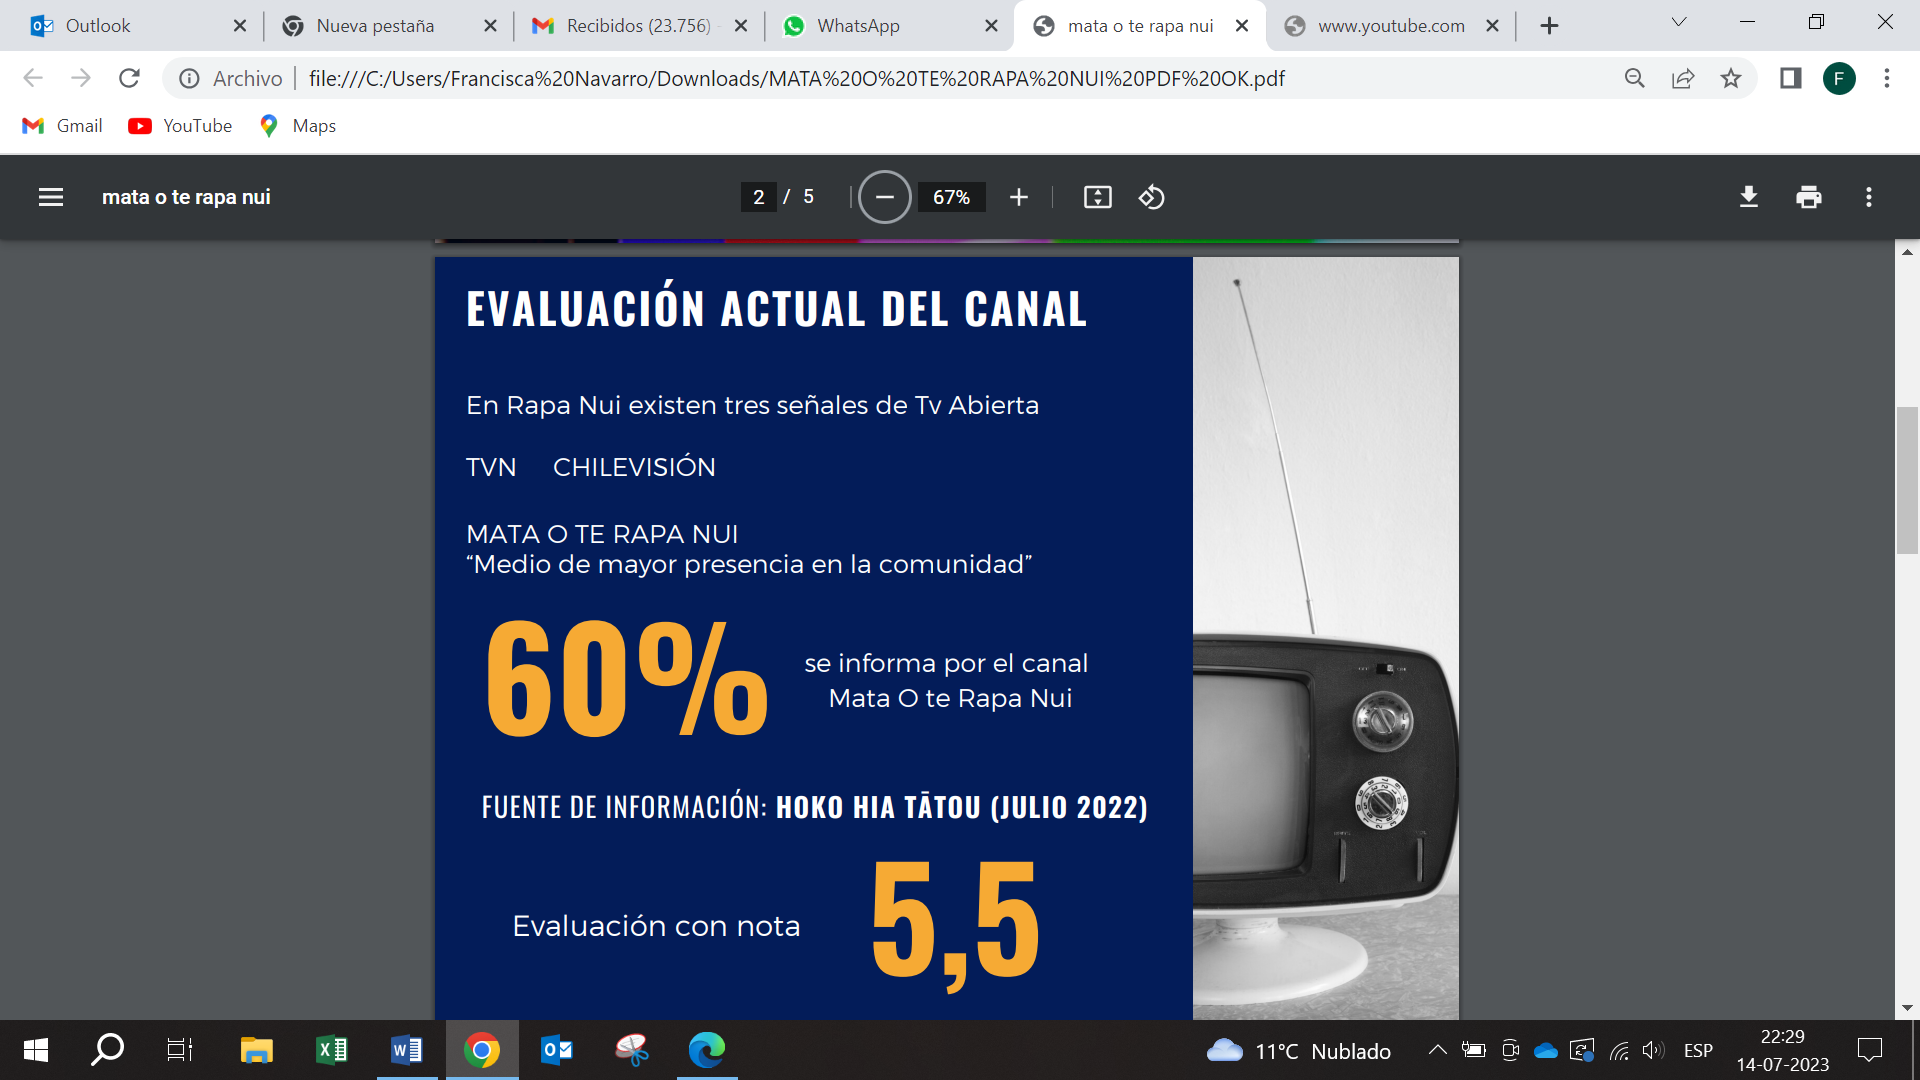 Outlook
Nueva pestaña
Recibidos (23.756)
WhatsApp
mata o te rapa nui
www.youtube.com
Archivo
file:///C:/Users/Francisca%20Navarro/Downloads/MATA%20O%20TE%20RAPA%20NUI%20PDF%20OK.pdf
F
Gmail
YouTube
Maps
mata o te rapa nui
2 / 5
67%
EVALUACIÓN ACTUAL DEL CANAL
En Rapa Nui existen tres señales de Tv Abierta
TVN CHILEVISIÓN
MATA O TE RAPA NUI
“Medio de mayor presencia en la comunidad”
60%
se informa por el canal
Mata O te Rapa Nui
FUENTE DE INFORMACIÓN: HOKO HIA TĀTOU (JULIO 2022)
Evaluación con nota
5,5
11°C Nublado
ESP
22:29
14-07-2023